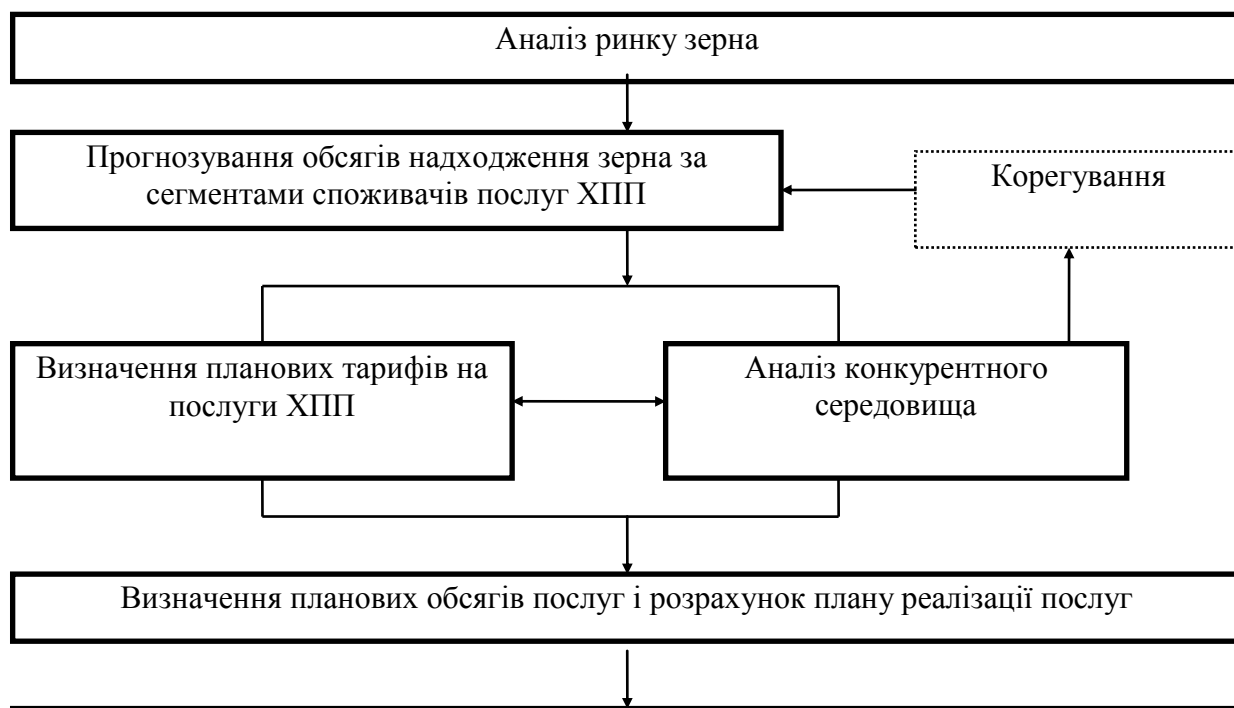 Аналіз ринку зерна
Прогнозування обсягів надходження зерна за
сегментами споживачів послуг ХПП
Корегування
Визначення планових тарифів на
послуги ХПП
Аналіз конкурентного
середовища
Визначення планових обсягів послуг і розрахунок плану реалізації послуг